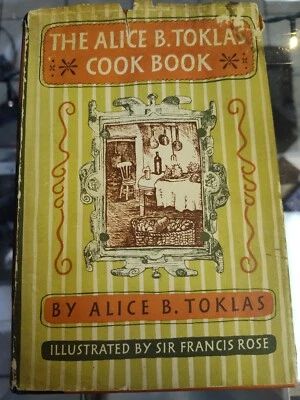 THE ALICE B. TOKLAS
COOK BOOK
BY ALICE B. TOKLAS
ILLUSTRATED BY SIR FRANCIS ROSE